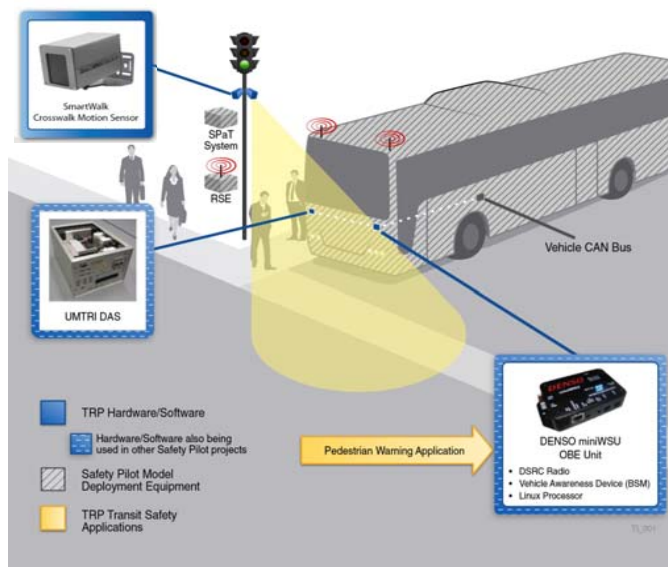 SmartWalk
Crosswalk Motion Sensor
SPaT
System
RSE
Vehicle CAN Bus
UMTRI DAS
DENSO
DENSO miniWSU
OBE Unit
• DSRC Radio
• Vehicle Awareness Device (BSM)
• Linux Processor
Pedestrian Warning Application
TRP Hardware/Software
Hardware/Software also being
used in other Safety Pilot projects
Safety Pilot Model
Deployment Equipment
TRP Transit Safety
Applications